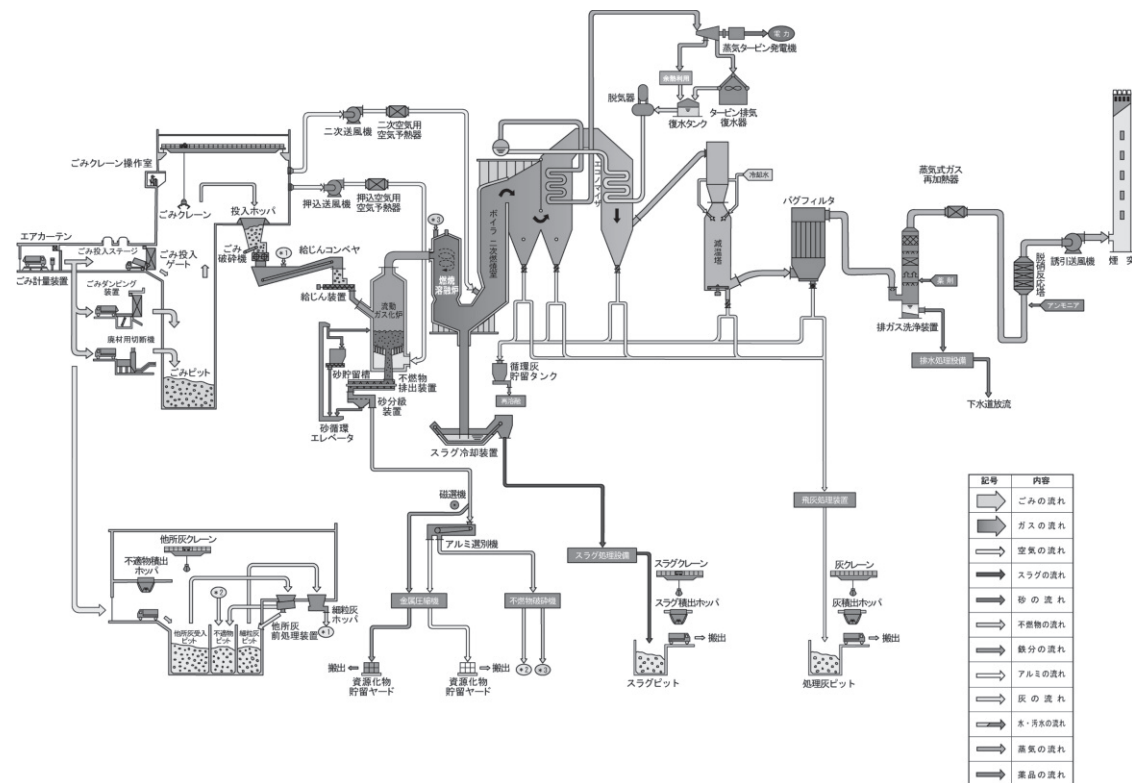 電 力
蒸気タービン発電機
余熱利用
脱気器
復水タンク
タービン排気
復水器
二次送風機
二次空気用
空気予熱器
ごみクレーン操作室
ごみクレーン
投入ホッパ
押込送風機
押込空気用
空気予熱器
エコノマイザ
冷却水
蒸気式ガス
再加熱器
バグフィルタ
エアカーテン
ごみ投入ステージ
ごみ投入
ゲート
ごみ
破砕機
※1
給じんコンベヤ
※3
ボイラ 二次燃焼室
燃焼
溶融炉
減温塔
薬 剤
脱硝反応塔
誘引送風機
煙 突
ごみ計量装置
ごみダンピング
装置
給じん装置
流動
ガス化炉
アンモニア
排ガス洗浄装置
廃材用切断機
ごみピット
砂貯留槽
不燃物
排出装置
循環灰
貯留タンク
排水処理設備
砂分級
装置
再溶融
下水道放流
砂循環
エレベータ
スラグ冷却装置
磁選機
アルミ選別機
飛灰処理装置
スラグ処理設備
他所灰クレーン
不適物積出
ホッパ
※2
細粒灰
ホッパ
他所灰
前処理装置
※1
他所灰受入
ピット
不適物
ピット
細粒灰
ピット
金属圧縮機
不燃物破砕機
スラグクレーン
スラグ積出ホッパ
灰クレーン
灰積出ホッパ
搬出
資源化物
貯留ヤード
搬出
資源化物
貯留ヤード
※2
※3
搬出
スラグピット
搬出
処理灰ピット
記号 内容
ごみの流れ
ガスの流れ
空気の流れ
スラグの流れ
砂 の 流れ
不燃物の流れ
鉄分の流れ
アルミの流れ
灰 の 流れ
水・汚水の流れ
蒸気の流れ
薬品の流れ